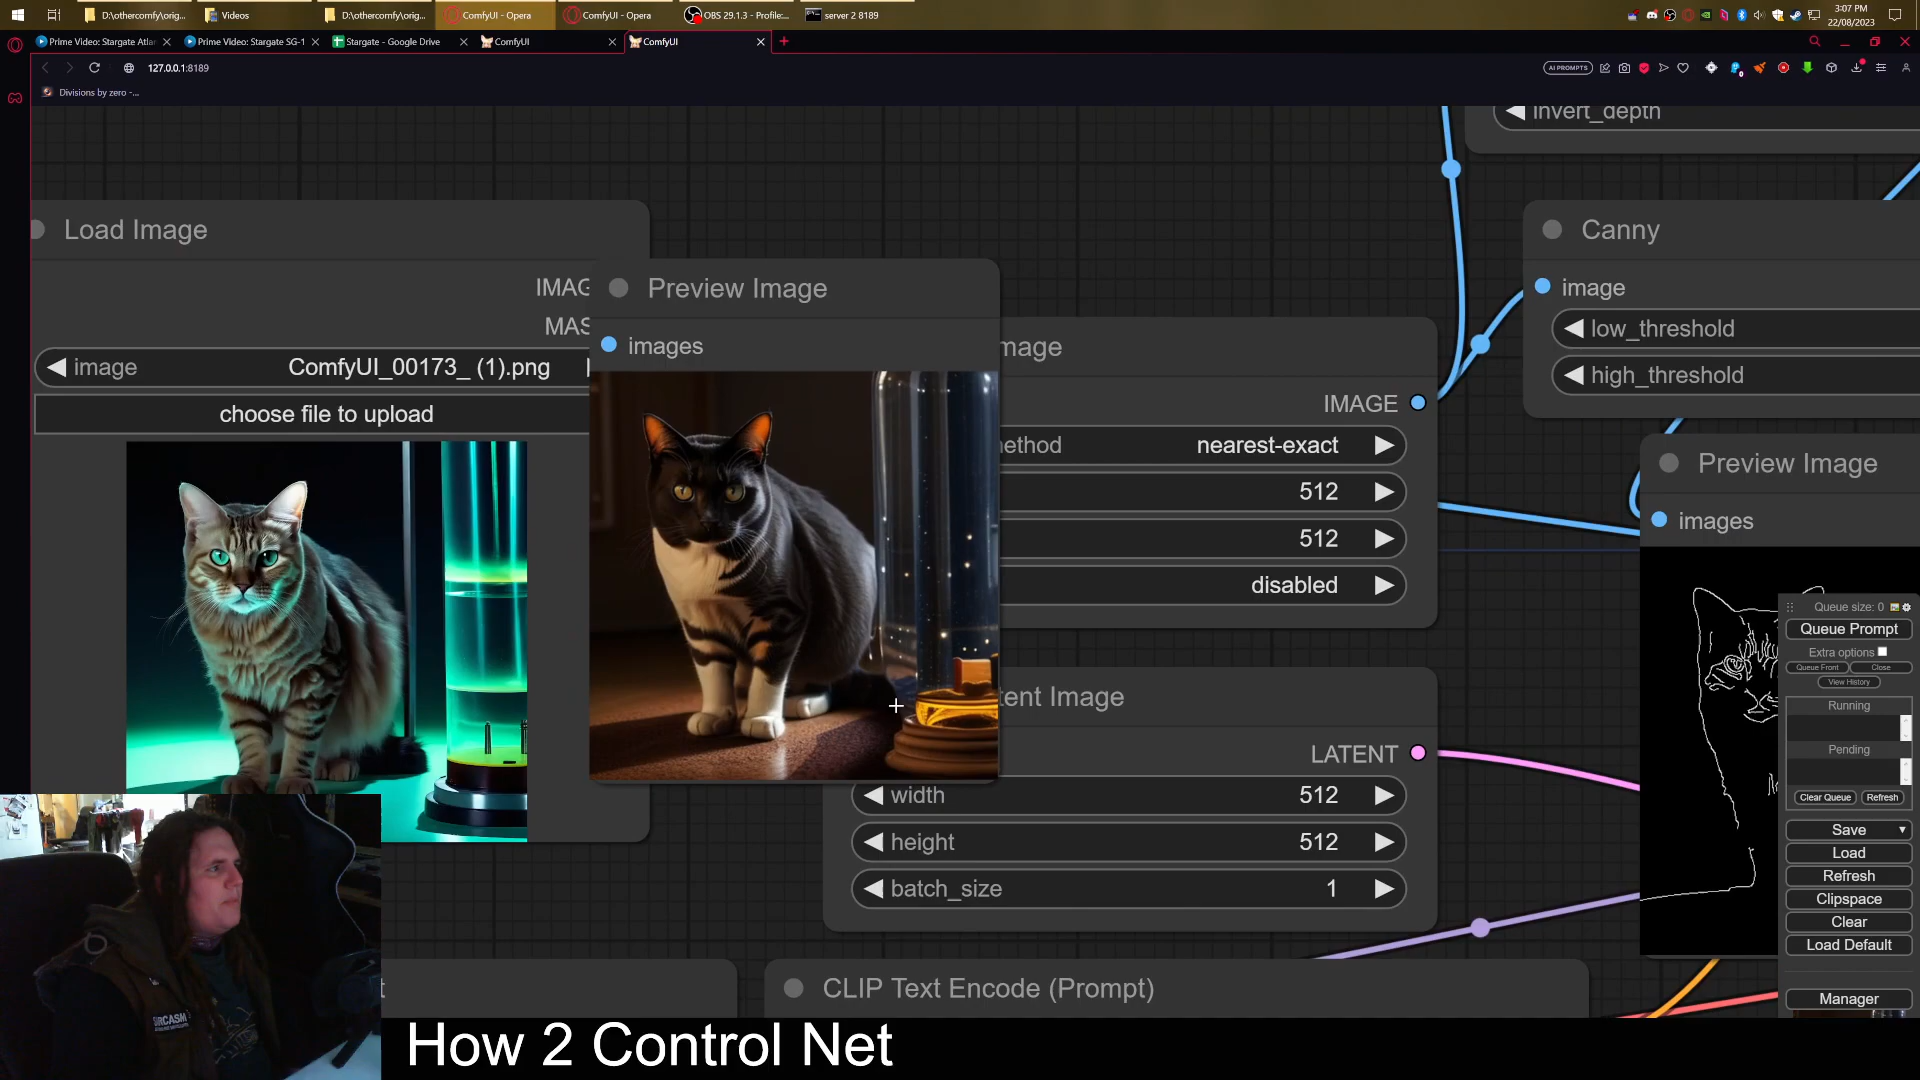 D:\othercomfy\orig...
Videos
D:\othercomfy\orig...
ComfyUI - Opera
ComfyUI - Opera
OBS 29.1.3 - Profile:...
server 2 8189
3:07 PM
22/08/2023
Prime Video: Stargate Atla
Prime Video: Stargate SG-1
Stargate - Google Drive
ComfyUI
ComfyUI
127.0.0.1:8189
AI PROMPTS
Divisions by zero -...
invert_depth
Load Image
Canny
IMAG
Preview Image
image
MAS
images
mage
low_threshold
image
ComfyUI_00173_ (1).png
high_threshold
choose file to upload
IMAGE
nethod
nearest-exact
Preview Image
512
images
512
disabled
Queue size: 0
Queue Prompt
Extra options
Queue Front
Close
View History
tent Image
Running
LATENT
Pending
width
512
Clear Queue
Refresh
Save
height
512
Load
Refresh
batch_size
1
Clipspace
Clear
Load Default
t
CLIP Text Encode (Prompt)
Manager
SARCASM
How 2 Control Net